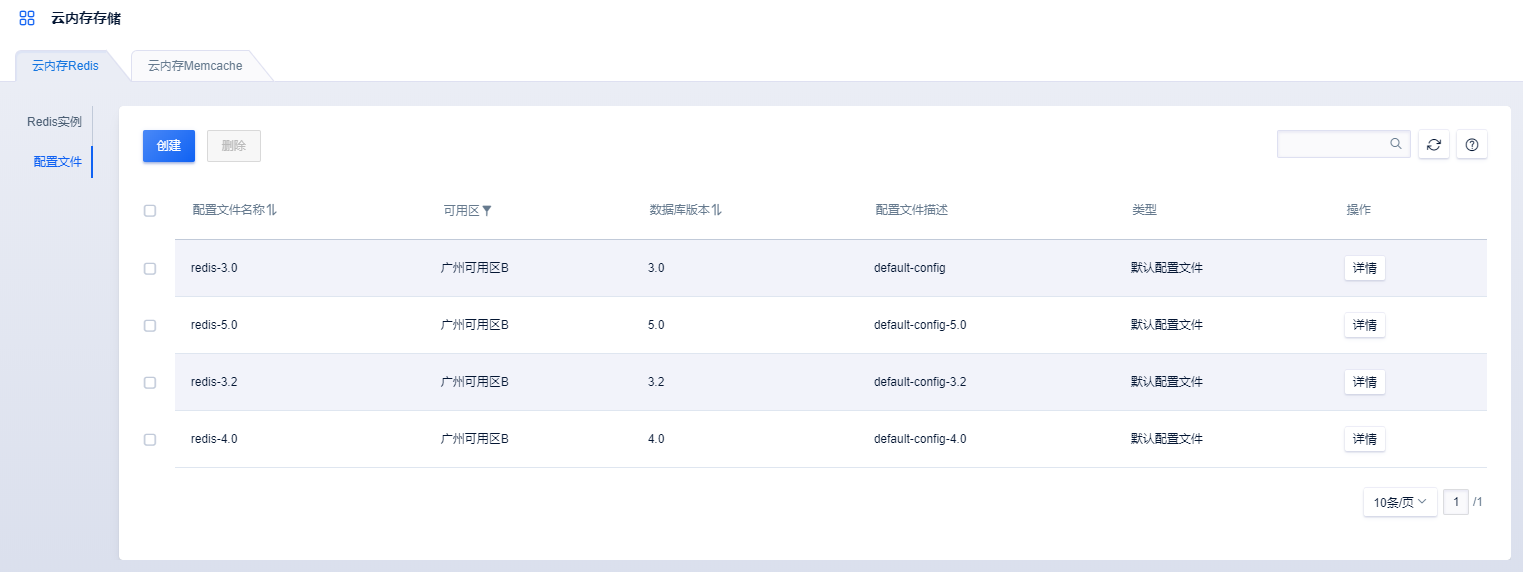 云内存存储
云内存Redis 云内存Memcache
Redis实例
配置文件
创建 删除
配置文件名称 可用区 数据库版本 配置文件描述 类型 操作
redis-3.0 广州可用区B 3.0 default-config 默认配置文件 详情
redis-5.0 广州可用区B 5.0 default-config-5.0 默认配置文件 详情
redis-3.2 广州可用区B 3.2 default-config-3.2 默认配置文件 详情
redis-4.0 广州可用区B 4.0 default-config-4.0 默认配置文件 详情
10条/页 1 /1